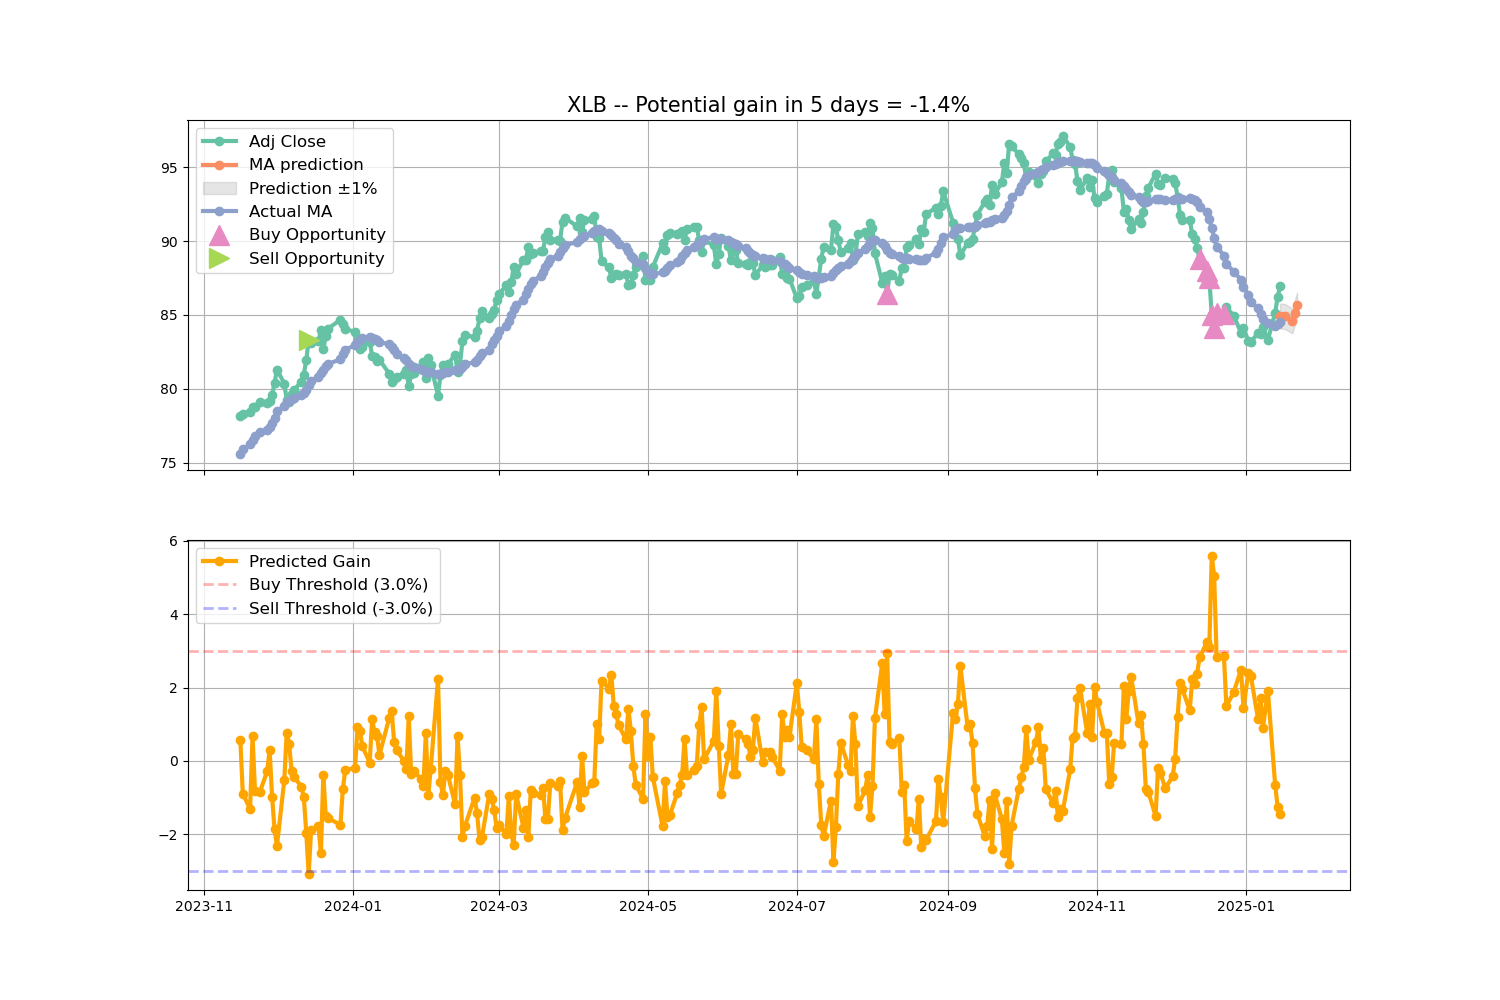 XLB -- Potential gain in 5 days = -1.4%
Adj Close
MA prediction
Prediction ±1%
Actual MA
Buy Opportunity
Sell Opportunity
95
90
85
80
75
Predicted Gain
Buy Threshold (3.0%)
Sell Threshold (-3.0%)
6
4
2
0
−2
2023-11 2024-01 2024-03 2024-05 2024-07 2024-09 2024-11 2025-01